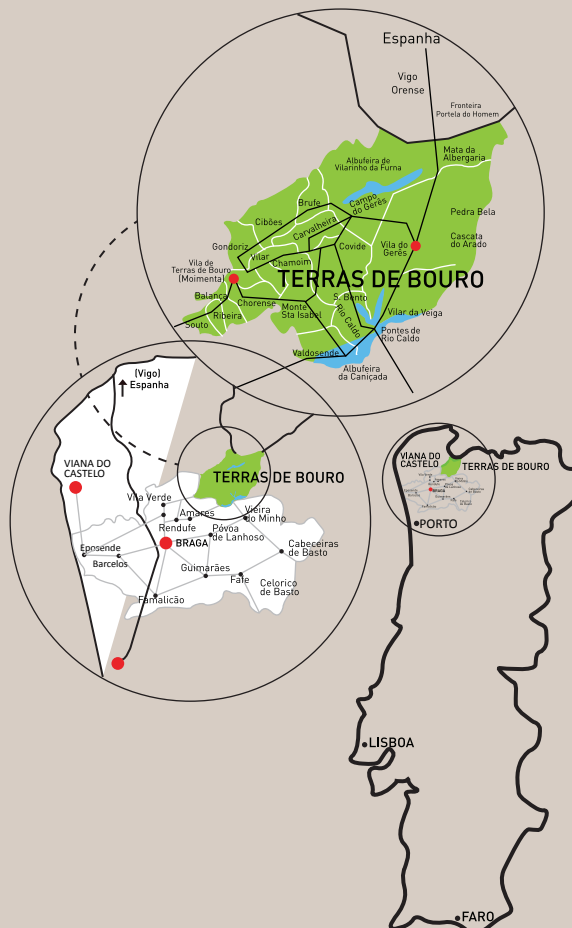 Espanha
Vigo
Orense
Fronteira
Portela do Homem
Mata da
Albergaria
Albufeira de
Vilarinho da Furna
Brufe
Campo
do Gerês
Carvalheira
Cibões
Pedra Bela
Cascata
do Arado
Gondoriz
Vilar
Covide
Vila do
Gerês
Chamoim
Vila de
Terras de Bouro
(Moimenta)
TERRAS DE BOURO
Balança
Chorense
S. Bento
Rio Caldo
Ribeira
Monte
Sta Isabel
Vilar da Veiga
Souto
Pontes de
Rio Caldo
Valdosende
Albufeira
da Caniçada
(Vigo)
Espanha
VIANA DO
CASTELO
TERRAS DE BOURO
Vila Verde
Amares
Rendufe
Vieira
do Minho
Póvoa
de Lanhoso
BRAGA
Cabeceiras
de Basto
Eposende
Barcelos
Guimarães
Fafe
Celorico
de Basto
Famalicão
VIANA DO
CASTELO
TERRAS DE BOURO
PORTO
LISBOA
FARO